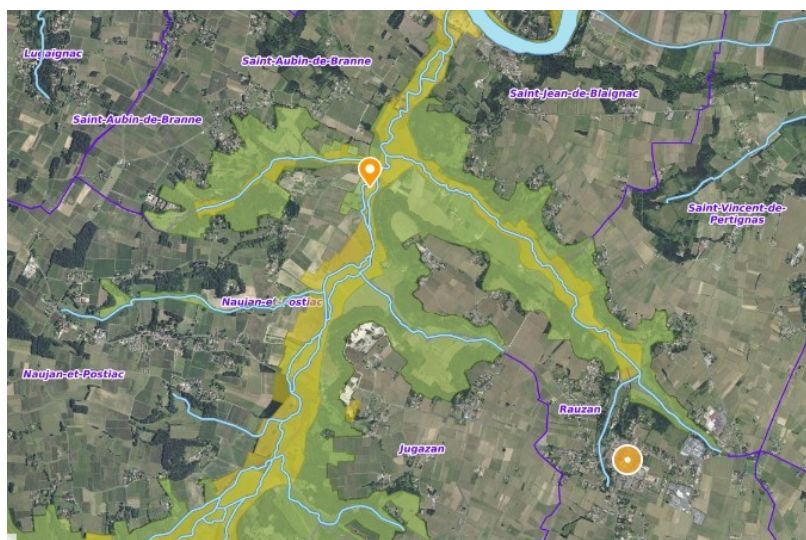 Lugaignac
Saint-Aubin-de-Branne
Saint-Jean-de-Blaignac
Saint-Aubin-de-Branne
Saint-Vincent-de-
Pertignas
Naujan-et-Postiac
Naujan-et-Postiac
Rauzan
Jugazan